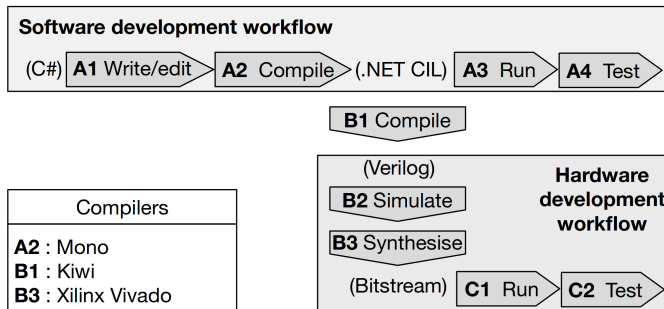 Software development workflow
(C#) A1 Write/edit A2 Compile (.NET CIL) A3 Run A4 Test
B1 Compile
(Verilog)
Hardware
development
workflow
B2 Simulate
B3 Synthesise
(Bitstream) C1 Run C2 Test
Compilers
A2 : Mono
B1 : Kiwi
B3 : Xilinx Vivado